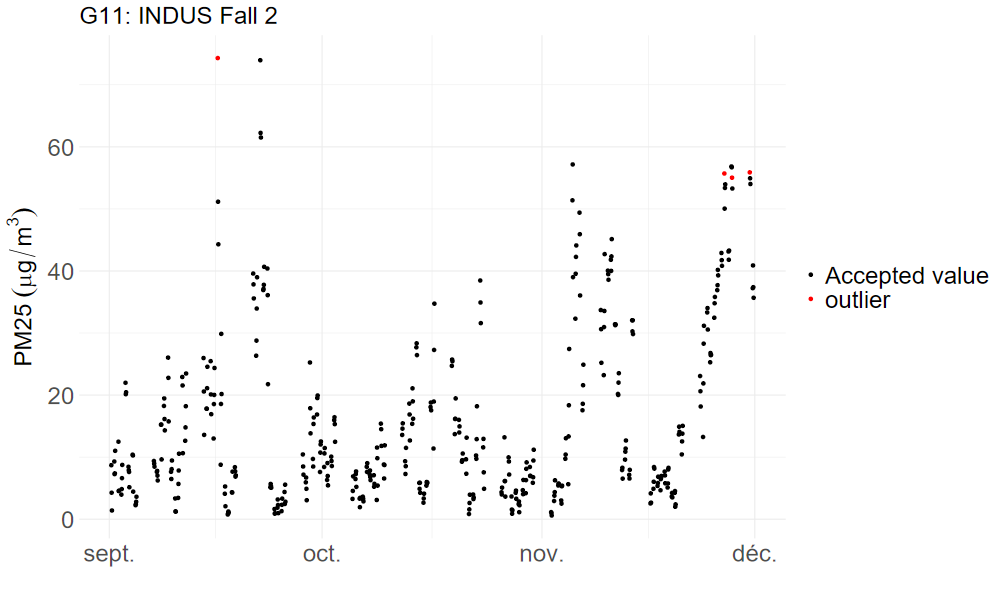 G11: INDUS Fall 2
PM25 (μg/m³)
60
40
20
0
sept.
oct.
nov.
déc.
Accepted value
outlier